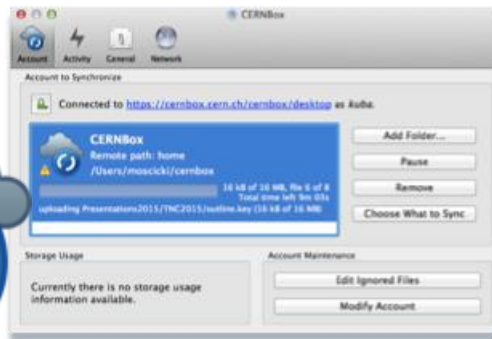 CERNBox
Account Activity General Network
Account to Synchronize
Connected to https://cernbox.cern.ch/cernbox/desktop as kuba.
CERNBox
Remote path: home
/Users/moscicki/cernbox
16 kB of 16 MB, file 6 of 8
Total time left 9m 03s
uploading Presentations2015/TNC2015/outline.key (16 kB of 16 MB)
Add Folder...
Pause
Remove
Choose What to Sync
Storage Usage
Currently there is no storage usage
information available.
Account Maintenance
Edit Ignored Files
Modify Account